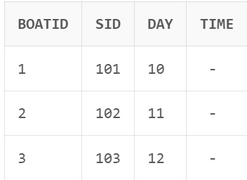 BOATID SID DAY TIME
1 101 10 -
2 102 11 -
3 103 12 -